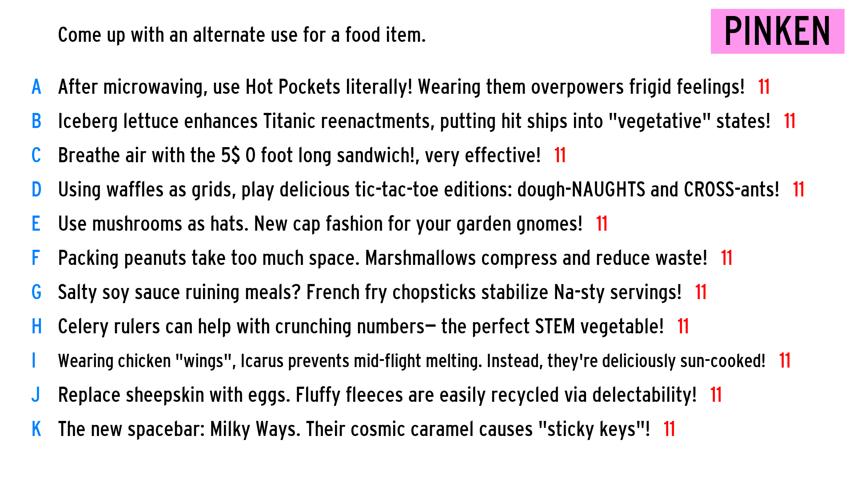 Come up with an alternate use for a food item.
PINKEN
A After microwaving, use Hot Pockets literally! Wearing them overpowers frigid feelings! 11
B Iceberg lettuce enhances Titanic reenactments, putting hit ships into "vegetative" states! 11
C Breathe air with the 5$ 0 foot long sandwich!, very effective! 11
D Using waffles as grids, play delicious tic-tac-toe editions: dough-NAUGHTS and CROSS-ants! 11
E Use mushrooms as hats. New cap fashion for your garden gnomes! 11
F Packing peanuts take too much space. Marshmallows compress and reduce waste! 11
G Salty soy sauce ruining meals? French fry chopsticks stabilize Na-sty servings! 11
H Celery rulers can help with crunching numbers— the perfect STEM vegetable! 11
I Wearing chicken "wings", Icarus prevents mid-flight melting. Instead, they're deliciously sun-cooked! 11
J Replace sheepskin with eggs. Fluffy fleeces are easily recycled via delectability! 11
K The new spacebar: Milky Ways. Their cosmic caramel causes "sticky keys"! 11